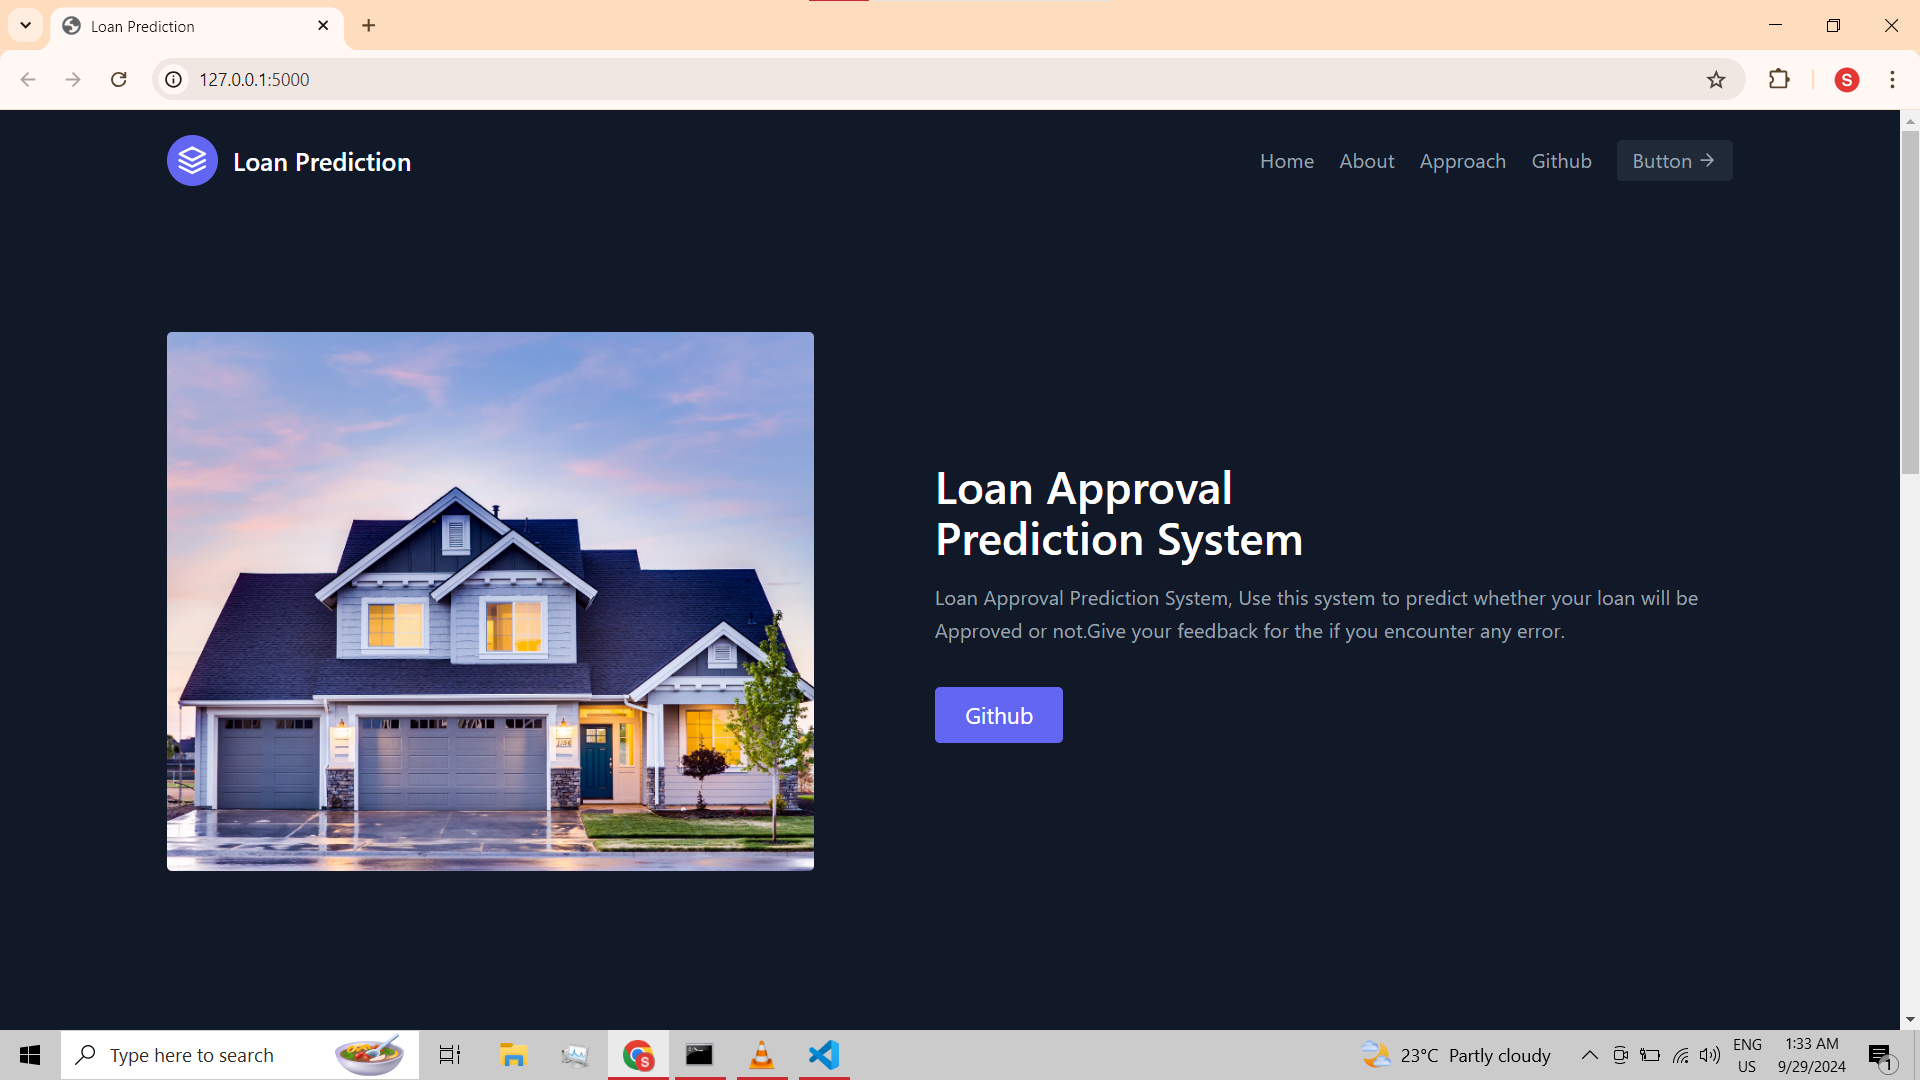 Loan Prediction
127.0.0.1:5000
S
Loan Prediction
Home About Approach Github Button →
Loan Approval
Prediction System
Loan Approval Prediction System, Use this system to predict whether your loan will be
Approved or not.Give your feedback for the if you encounter any error.
Github
1156
Type here to search
S
23°C Partly cloudy
ENG
US
1:33 AM
9/29/2024
1